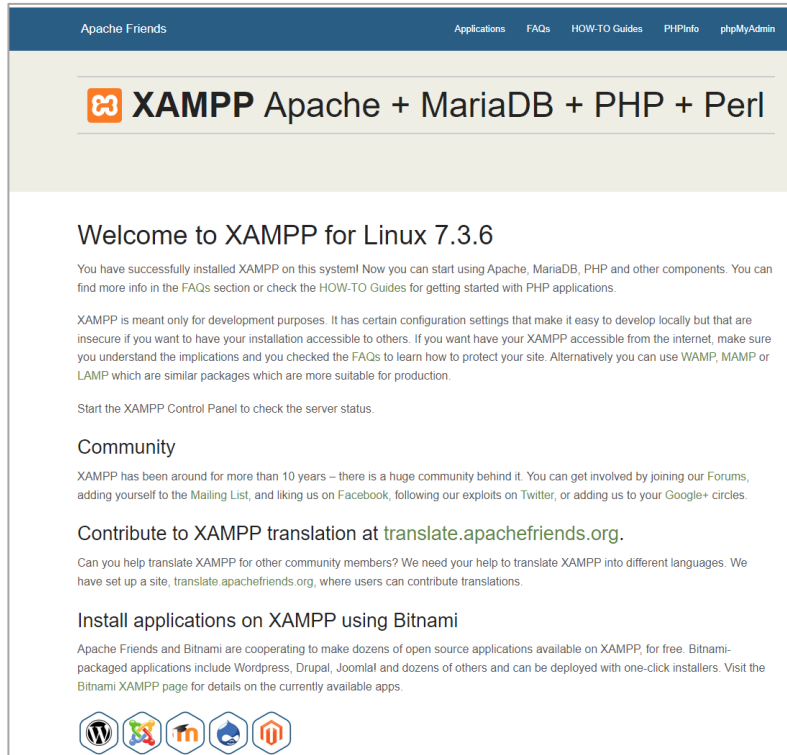 Apache Friends
Applications FAQs HOW-TO Guides PHPInfo phpMyAdmin
XAMPP Apache + MariaDB + PHP + Perl
Welcome to XAMPP for Linux 7.3.6
You have successfully installed XAMPP on this system! Now you can start using Apache, MariaDB, PHP and other components. You can
find more info in the FAQs section or check the HOW-TO Guides for getting started with PHP applications.
XAMPP is meant only for development purposes. It has certain configuration settings that make it easy to develop locally but that are
insecure if you want to have your installation accessible to others. If you want have your XAMPP accessible from the internet, make sure
you understand the implications and you checked the FAQs to learn how to protect your site. Alternatively you can use WAMP, MAMP or
LAMP which are similar packages which are more suitable for production.
Start the XAMPP Control Panel to check the server status.
Community
XAMPP has been around for more than 10 years – there is a huge community behind it. You can get involved by joining our Forums,
adding yourself to the Mailing List, and liking us on Facebook, following our exploits on Twitter, or adding us to your Google+ circles.
Contribute to XAMPP translation at translate.apachefriends.org.
Can you help translate XAMPP for other community members? We need your help to translate XAMPP into different languages. We
have set up a site, translate.apachefriends.org, where users can contribute translations.
Install applications on XAMPP using Bitnami
Apache Friends and Bitnami are cooperating to make dozens of open source applications available on XAMPP, for free. Bitnami-
packaged applications include Wordpress, Drupal, Joomla! and dozens of others and can be deployed with one-click installers. Visit the
Bitnami XAMPP page for details on the currently available apps.